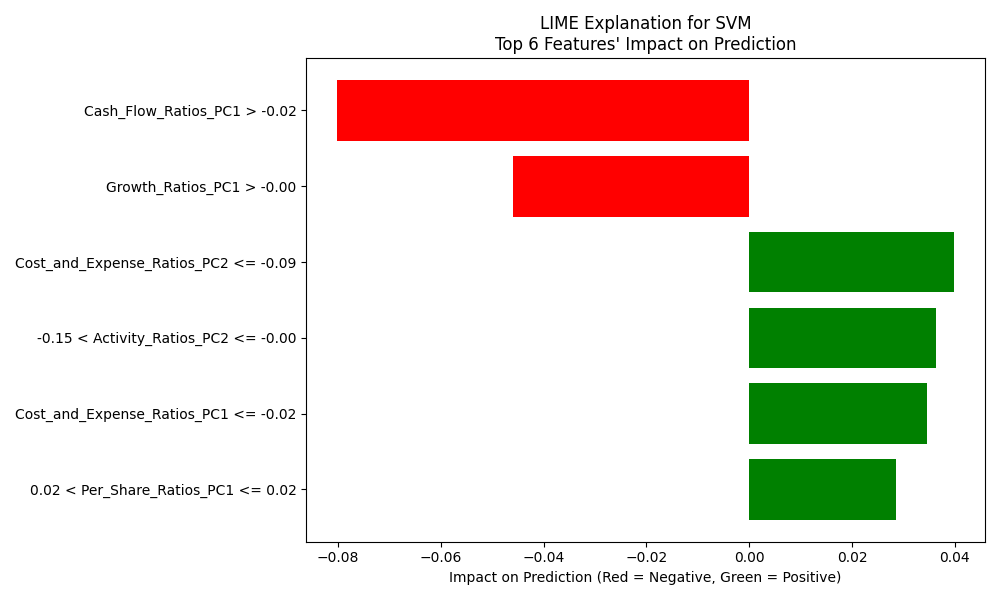 LIME Explanation for SVM
Top 6 Features' Impact on Prediction
Cash_Flow_Ratios_PC1 > -0.02
Growth_Ratios_PC1 > -0.00
Cost_and_Expense_Ratios_PC2 <= -0.09
-0.15 < Activity_Ratios_PC2 <= -0.00
Cost_and_Expense_Ratios_PC1 <= -0.02
0.02 < Per_Share_Ratios_PC1 <= 0.02
−0.08 −0.06 −0.04 −0.02 0.00 0.02 0.04
Impact on Prediction (Red = Negative, Green = Positive)